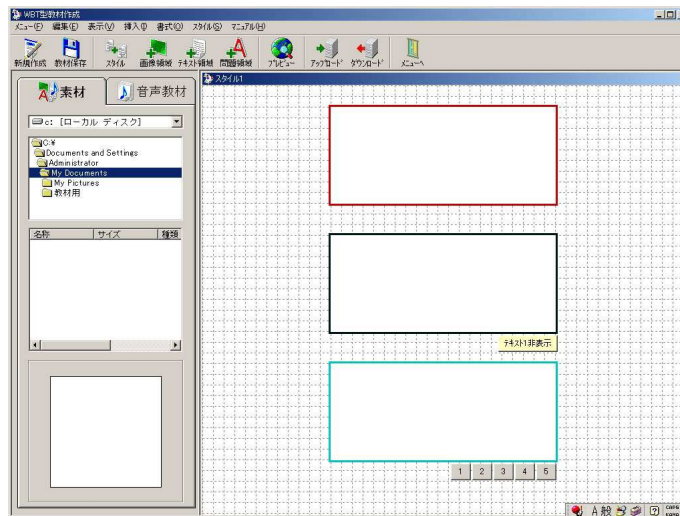 WBT型教材作成
メニュー(E) 編集(E) 表示(V) 挿入(I) 書式(O) スタイル(S) マニュアル(H)
新規作成 教材保存 スタイル 画像領域 テキスト領域 問題領域 プレビュー アップロード ダウンロード メニューへ
素材 音声教材
スタイル1
c: [ローカル ディスク]
C:¥
Documents and Settings
Administrator
My Documents
My Pictures
教材用
名称 サイズ 種類
テキスト1非表示
1 2 3 4 5
A 般 CAPS
KANA